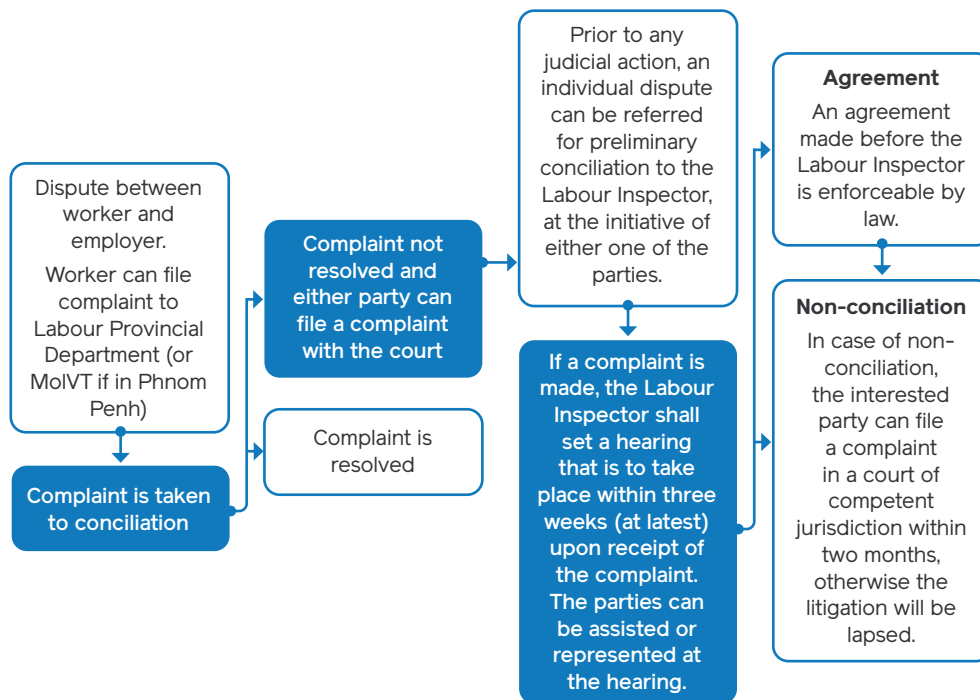 Dispute between
worker and
employer.
Worker can file
complaint to
Labour Provincial
Department (or
MolVT if in Phnom
Penh)
Complaint is taken
to conciliation
Complaint not
resolved and
either party can
file a complaint
with the court
Complaint is
resolved
Prior to any
judicial action, an
individual dispute
can be referred
for preliminary
conciliation to the
Labour Inspector,
at the initiative of
either one of the
parties.
If a complaint is
made, the Labour
Inspector shall
set a hearing
that is to take
place within three
weeks (at latest)
upon receipt of
the complaint.
The parties can
be assisted or
represented at
the hearing.
Agreement
An agreement
made before the
Labour Inspector
is enforceable by
law.
Non-conciliation
In case of non-
conciliation,
the interested
party can file
a complaint
in a court of
competent
jurisdiction within
two months,
otherwise the
litigation will be
lapsed.